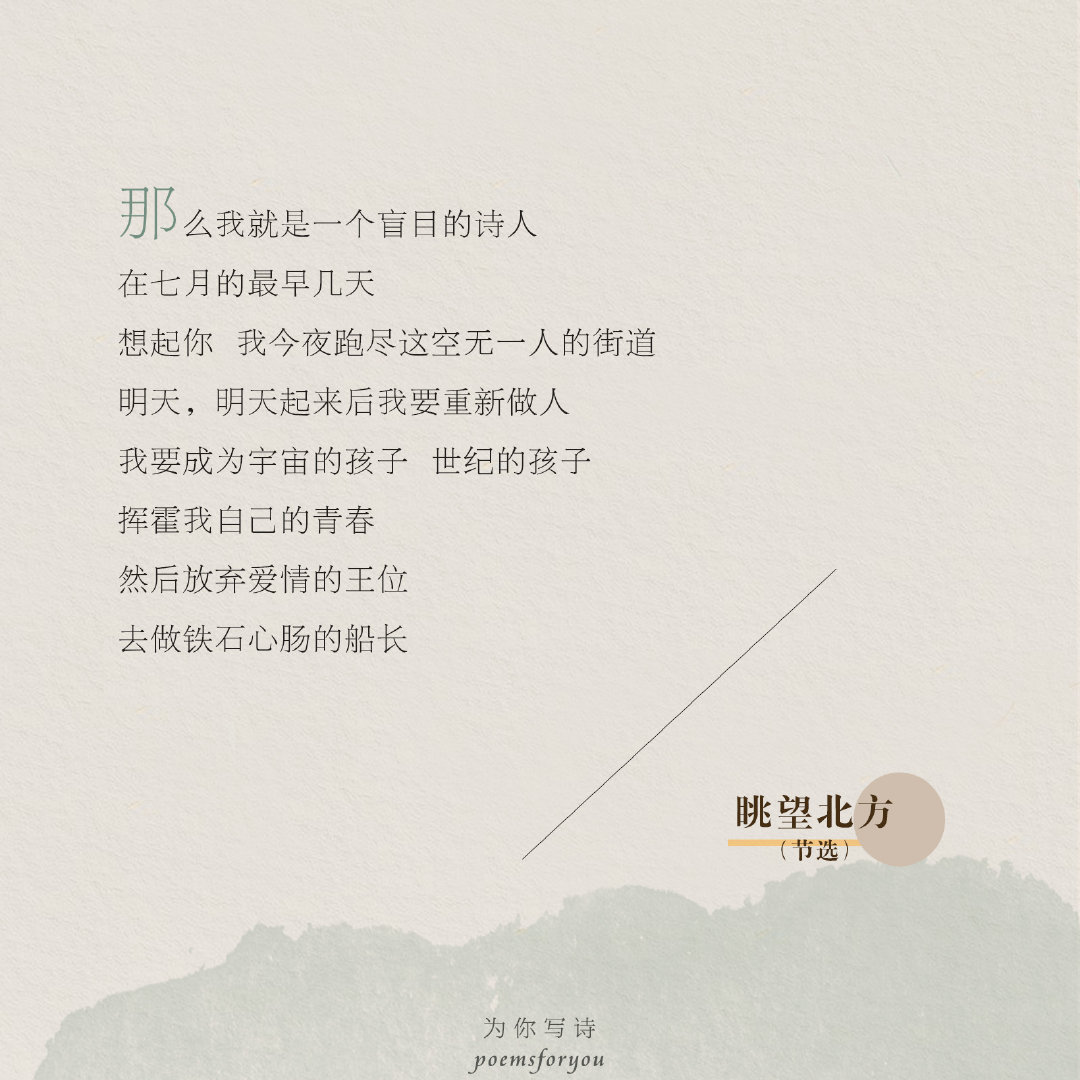 那么我就是一个盲目的诗人
在七月的最早几天
想起你 我今夜跑尽这空无一人的街道
明天，明天起来后我要重新做人
我要成为宇宙的孩子 世纪的孩子
挥霍我自己的青春
然后放弃爱情的王位
去做铁石心肠的船长
眺望北方
（节选）
为你写诗
poemsforyou